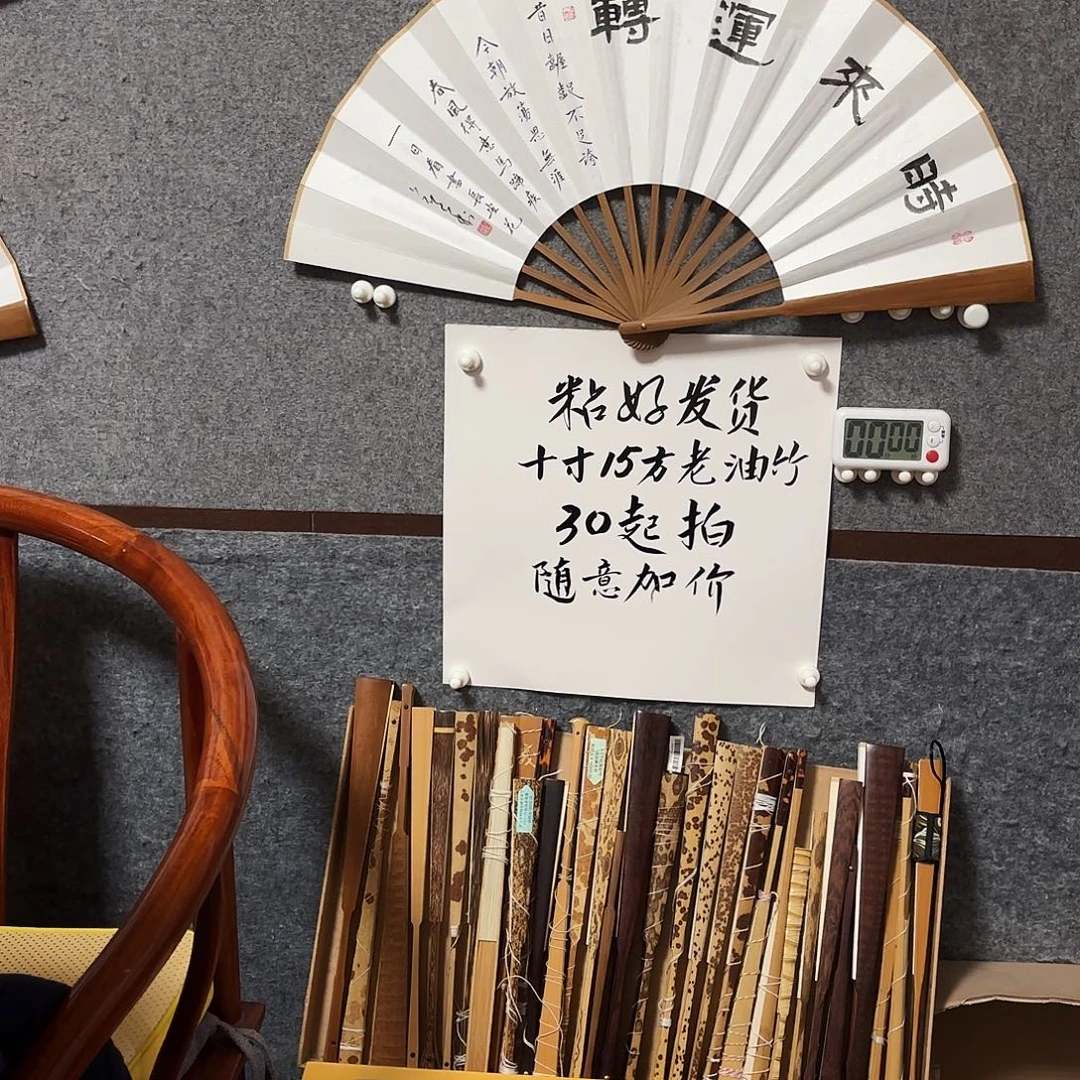 時来運轉
昔日齷齪不足誇
今朝放蕩思無涯
春風得意馬蹄疾
一日看盡長安花
粘好发货
十寸15方老油竹
30起拍
随意加价
00:00